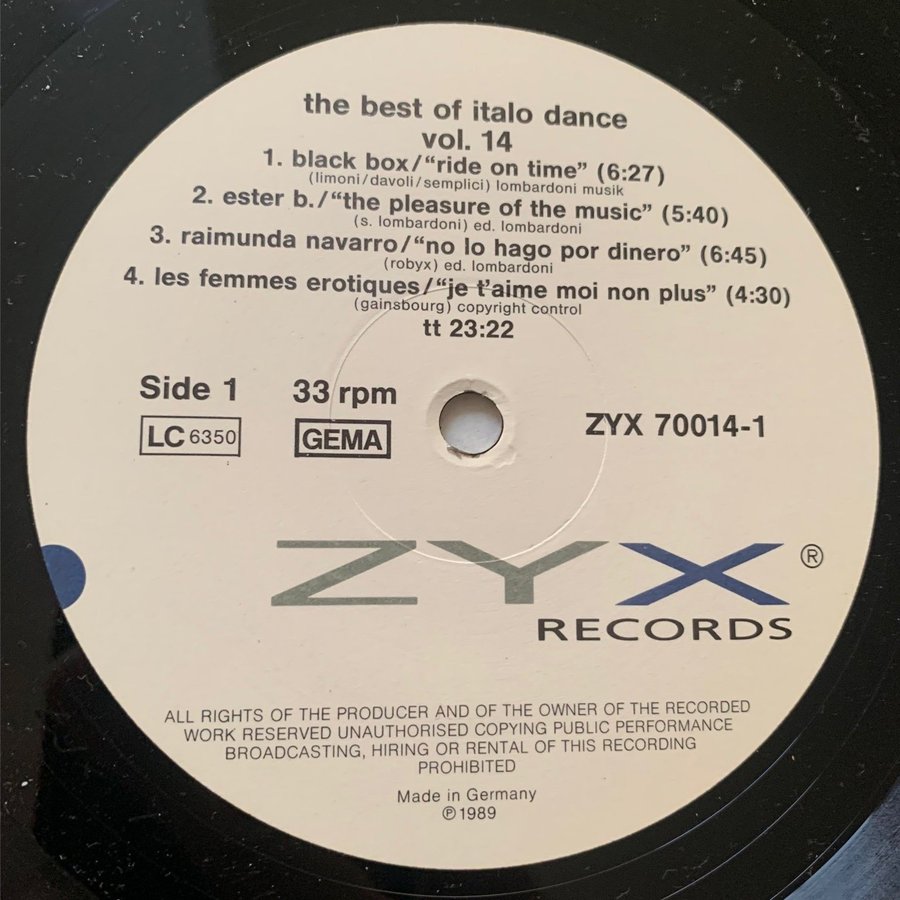 the best of italo dance
vol. 14
1. black box/“ride on time” (6:27)
(limoni/davoli/semplici) lombardoni musik
2. ester b./“the pleasure of the music” (5:40)
(s. lombardoni) ed. lombardoni
3. raimunda navarro/“no lo hago por dinero” (6:45)
(robyx) ed. lombardoni
4. les femmes erotiques/“je t’aime moi non plus” (4:30)
(gainsbourg) copyright control
tt 23:22
Side 1 33 rpm
LC 6350 GEMA ZYX 70014-1
ZYX ®
RECORDS
ALL RIGHTS OF THE PRODUCER AND OF THE OWNER OF THE RECORDED
WORK RESERVED UNAUTHORISED COPYING PUBLIC PERFORMANCE
BROADCASTING, HIRING OR RENTAL OF THIS RECORDING
PROHIBITED
Made in Germany
℗ 1989